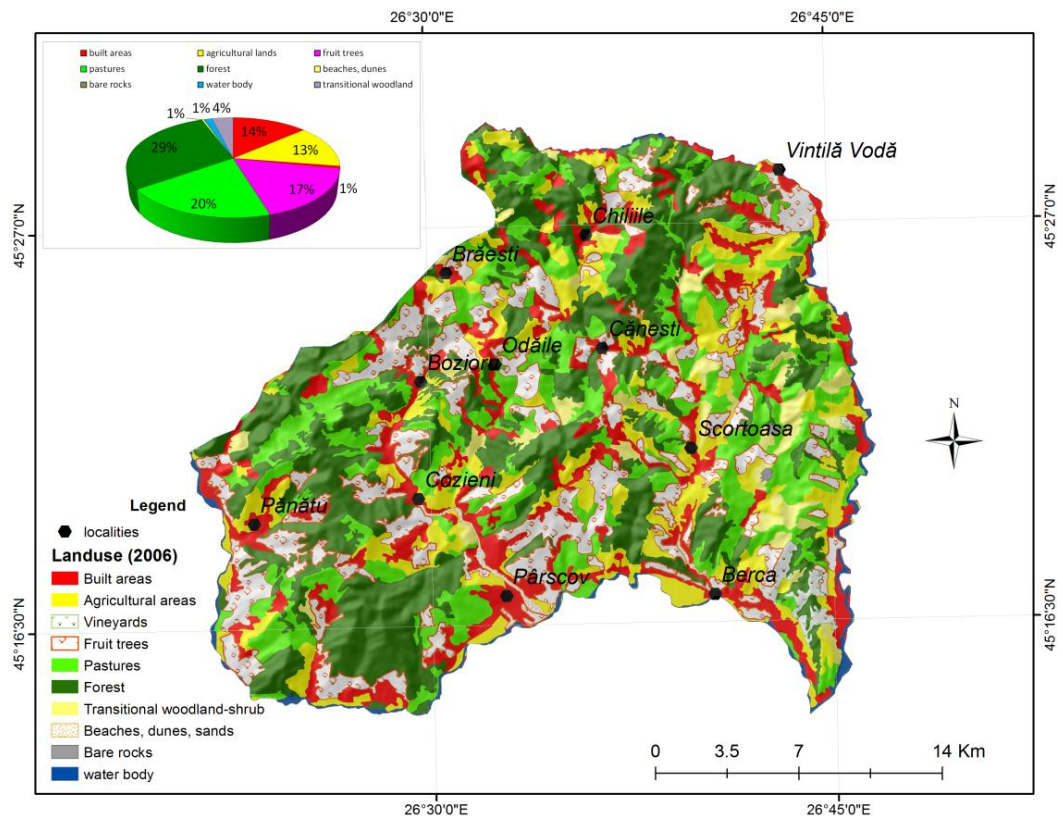 26°30'0"E 26°45'0"E
built areas agricultural lands fruit trees
pastures forest beaches, dunes
bare rocks water body transitional woodland
1% 1% 4%
14%
29% 13%
17% 1%
20%
45°27'0"N 45°27'0"N
Vintilă Vodă
Chiliile
Brăești
Cănești
Odăile
Bozioru
Scorțoasa
N
Cozieni
Pănătu
Pârscov
Berca
Legend
localities
Landuse (2006)
Built areas
Agricultural areas
Vineyards
Fruit trees
Pastures
Forest
Transitional woodland-shrub
Beaches, dunes, sands
Bare rocks
water body
45°16'30"N 45°16'30"N
0 3.5 7 14 Km
26°30'0"E 26°45'0"E